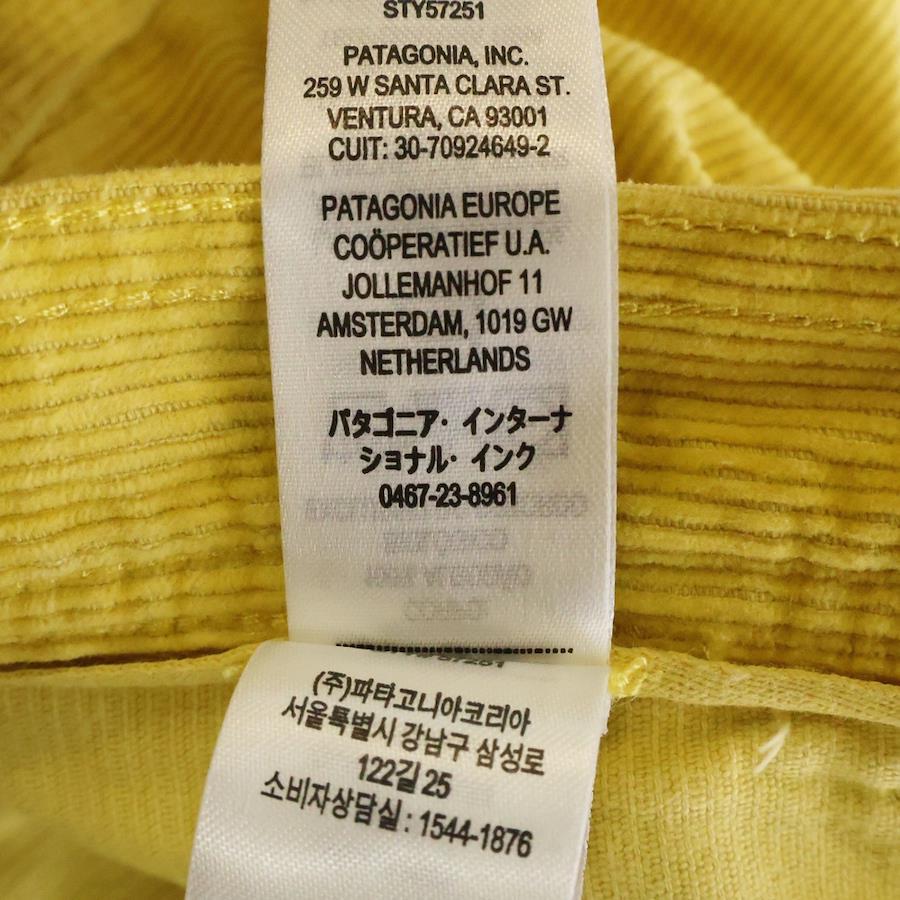 STY57251
PATAGONIA, INC.
259 W SANTA CLARA ST.
VENTURA, CA 93001
CUIT: 30-70924649-2
PATAGONIA EUROPE
COÖPERATIEF U.A.
JOLLEMANHOF 11
AMSTERDAM, 1019 GW
NETHERLANDS
パタゴニア・インターナ
ショナル・インク
0467-23-8961
(주)파타고니아코리아
서울특별시 강남구 삼성로
122길 25
소비자상담실 : 1544-1876